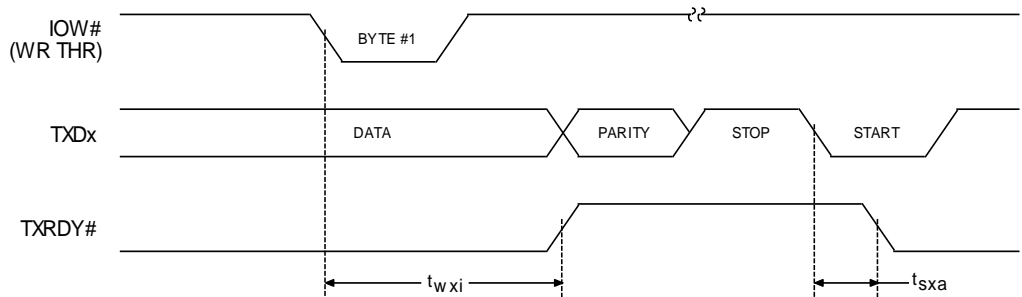 IOW#
(WR THR)
BYTE #1
TXDx
DATA
PARITY
STOP
START
TXRDY#
twxi
tsxa